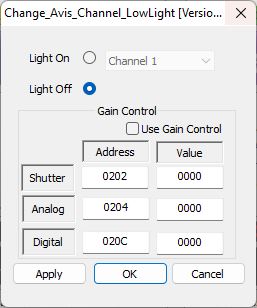 Change_Avis_Channel_LowLight [Versio...
Light On Channel 1
Light Off
Gain Control
Use Gain Control
Address Value
Shutter 0202 0000
Analog 0204 0000
Digital 020C 0000
Apply OK Cancel